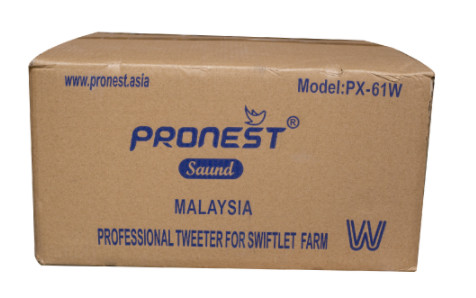 www.pronest.asia
Model:PX-61W
PRONEST®
Saund
MALAYSIA
PROFESSIONAL TWEETER FOR SWIFTLET FARM
W